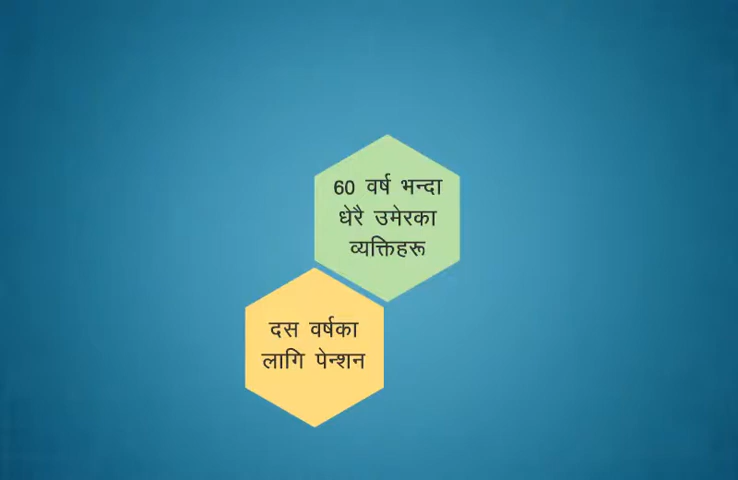 60 वर्ष भन्दा
धेरै उमेरका
व्यक्तिहरू
दस वर्षका
लागि पेन्शन